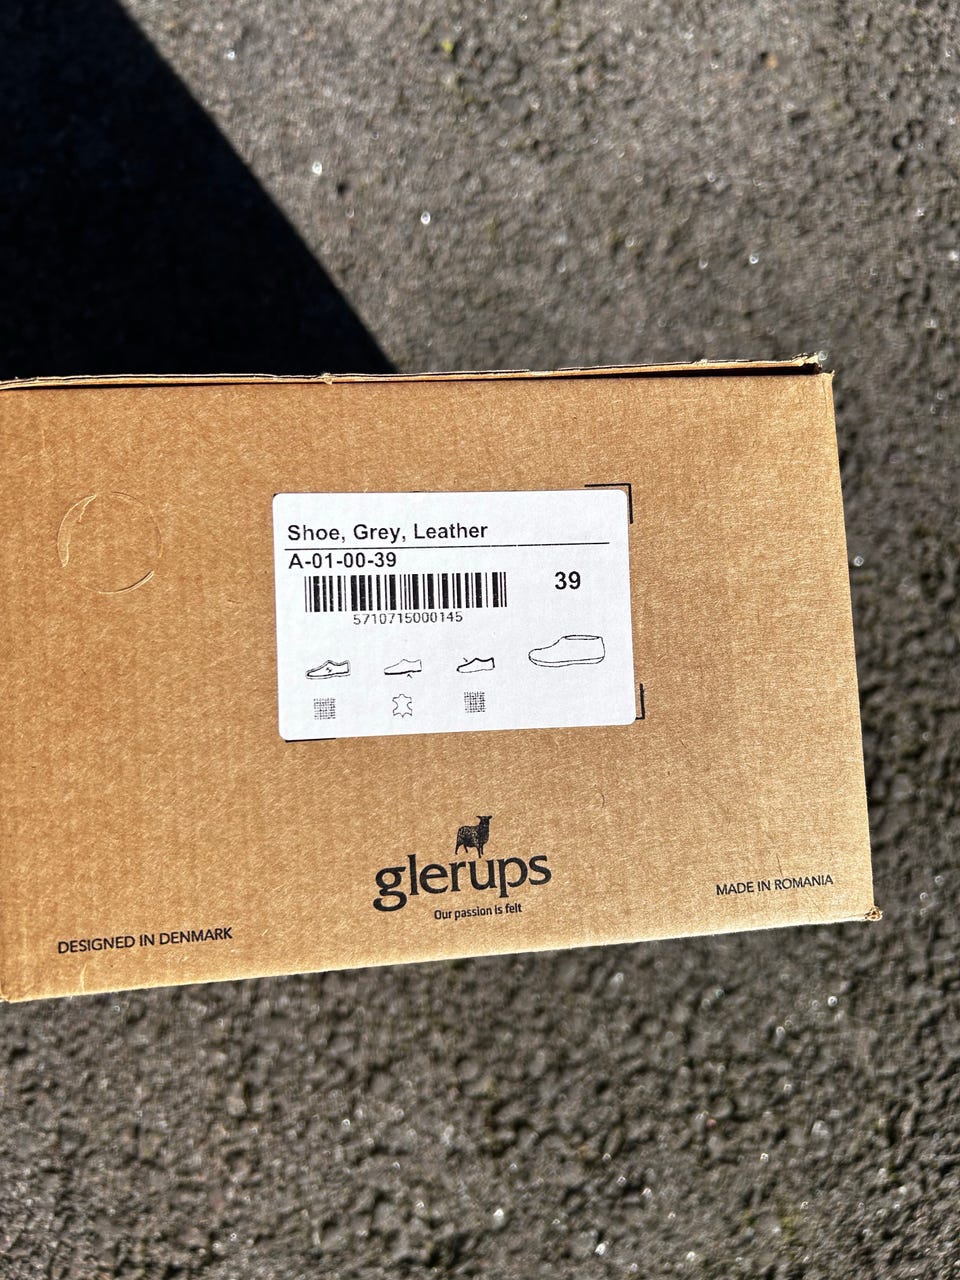 Shoe, Grey, Leather
A-01-00-39
39
5710715000145
glerups
Our passion is felt
DESIGNED IN DENMARK
MADE IN ROMANIA